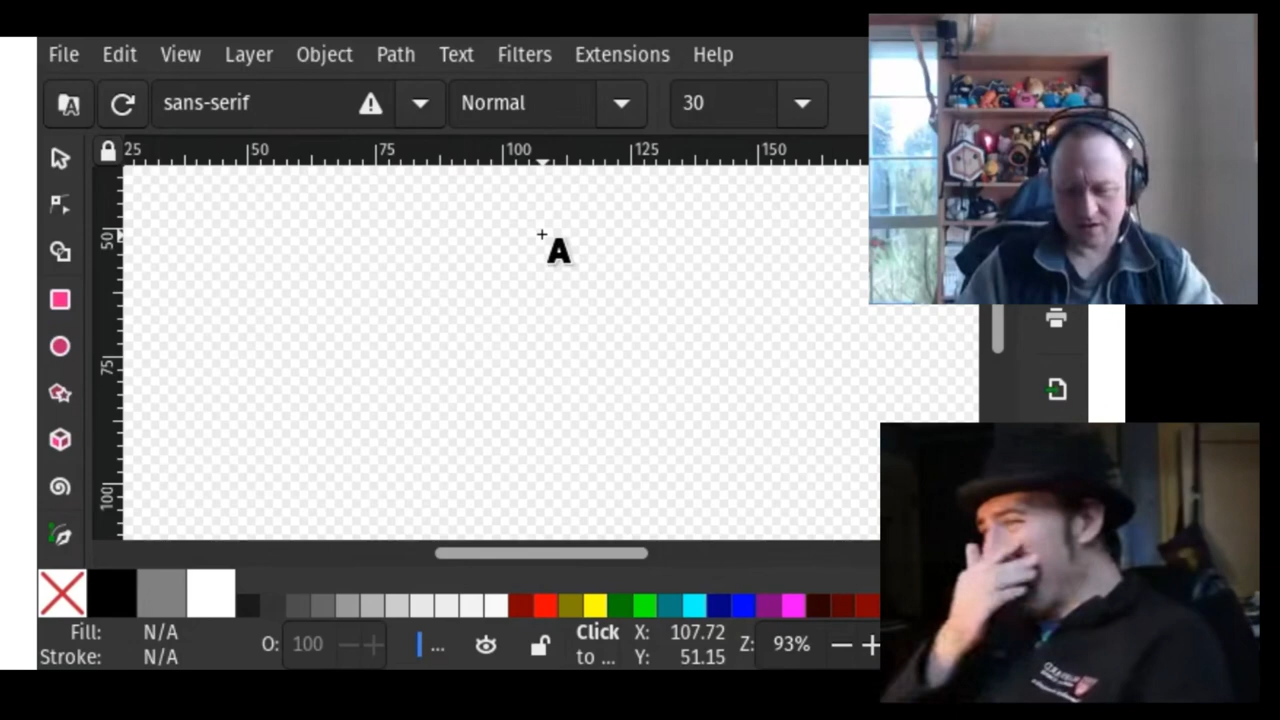 File Edit View Layer Object Path Text Filters Extensions Help
A sans-serif Normal 30
25 50 75 100 125 150
50
A
75
100
Fill: N/A O: 100 ... Click X: 107.72 Z: 93%
Stroke: N/A to ... Y: 51.15